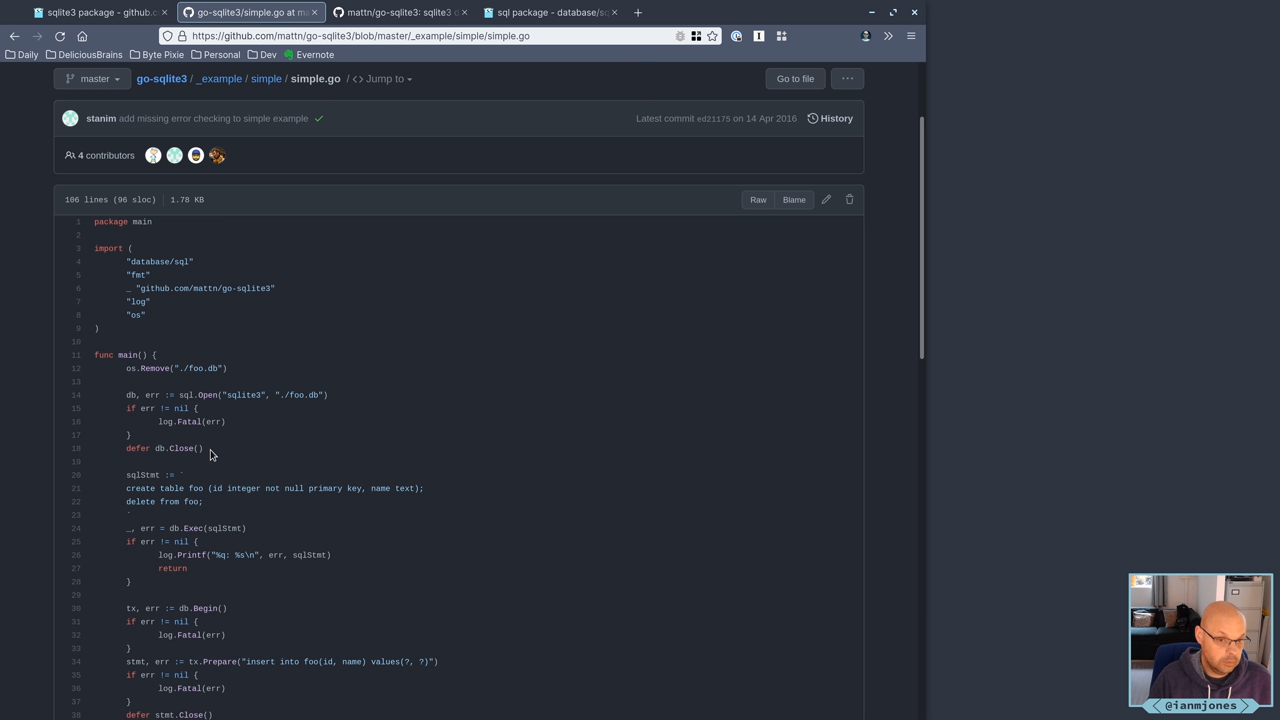 sqlite3 package - github.c
go-sqlite3/simple.go at m
mattn/go-sqlite3: sqlite3 d
sql package - database/sq
https://github.com/mattn/go-sqlite3/blob/master/_example/simple/simple.go
Daily
DeliciousBrains
Byte Pixie
Personal
Dev
Evernote
master
go-sqlite3 / _example / simple / simple.go / <> Jump to
Go to file
stanim add missing error checking to simple example
Latest commit ed21175 on 14 Apr 2016
History
4 contributors
106 lines (96 sloc) 1.78 KB
Raw
Blame
1 package main
2
3 import (
4 "database/sql"
5 "fmt"
6 _ "github.com/mattn/go-sqlite3"
7 "log"
8 "os"
9 )
10
11 func main() {
12 os.Remove("./foo.db")
13
14 db, err := sql.Open("sqlite3", "./foo.db")
15 if err != nil {
16 log.Fatal(err)
17 }
18 defer db.Close()
19
20 sqlStmt := `
21 create table foo (id integer not null primary key, name text);
22 delete from foo;
23 `
24 _, err = db.Exec(sqlStmt)
25 if err != nil {
26 log.Printf("%q: %s\n", err, sqlStmt)
27 return
28 }
29
30 tx, err := db.Begin()
31 if err != nil {
32 log.Fatal(err)
33 }
34 stmt, err := tx.Prepare("insert into foo(id, name) values(?, ?)")
35 if err != nil {
36 log.Fatal(err)
37 }
38 defer stmt.Close()
@ianmjones